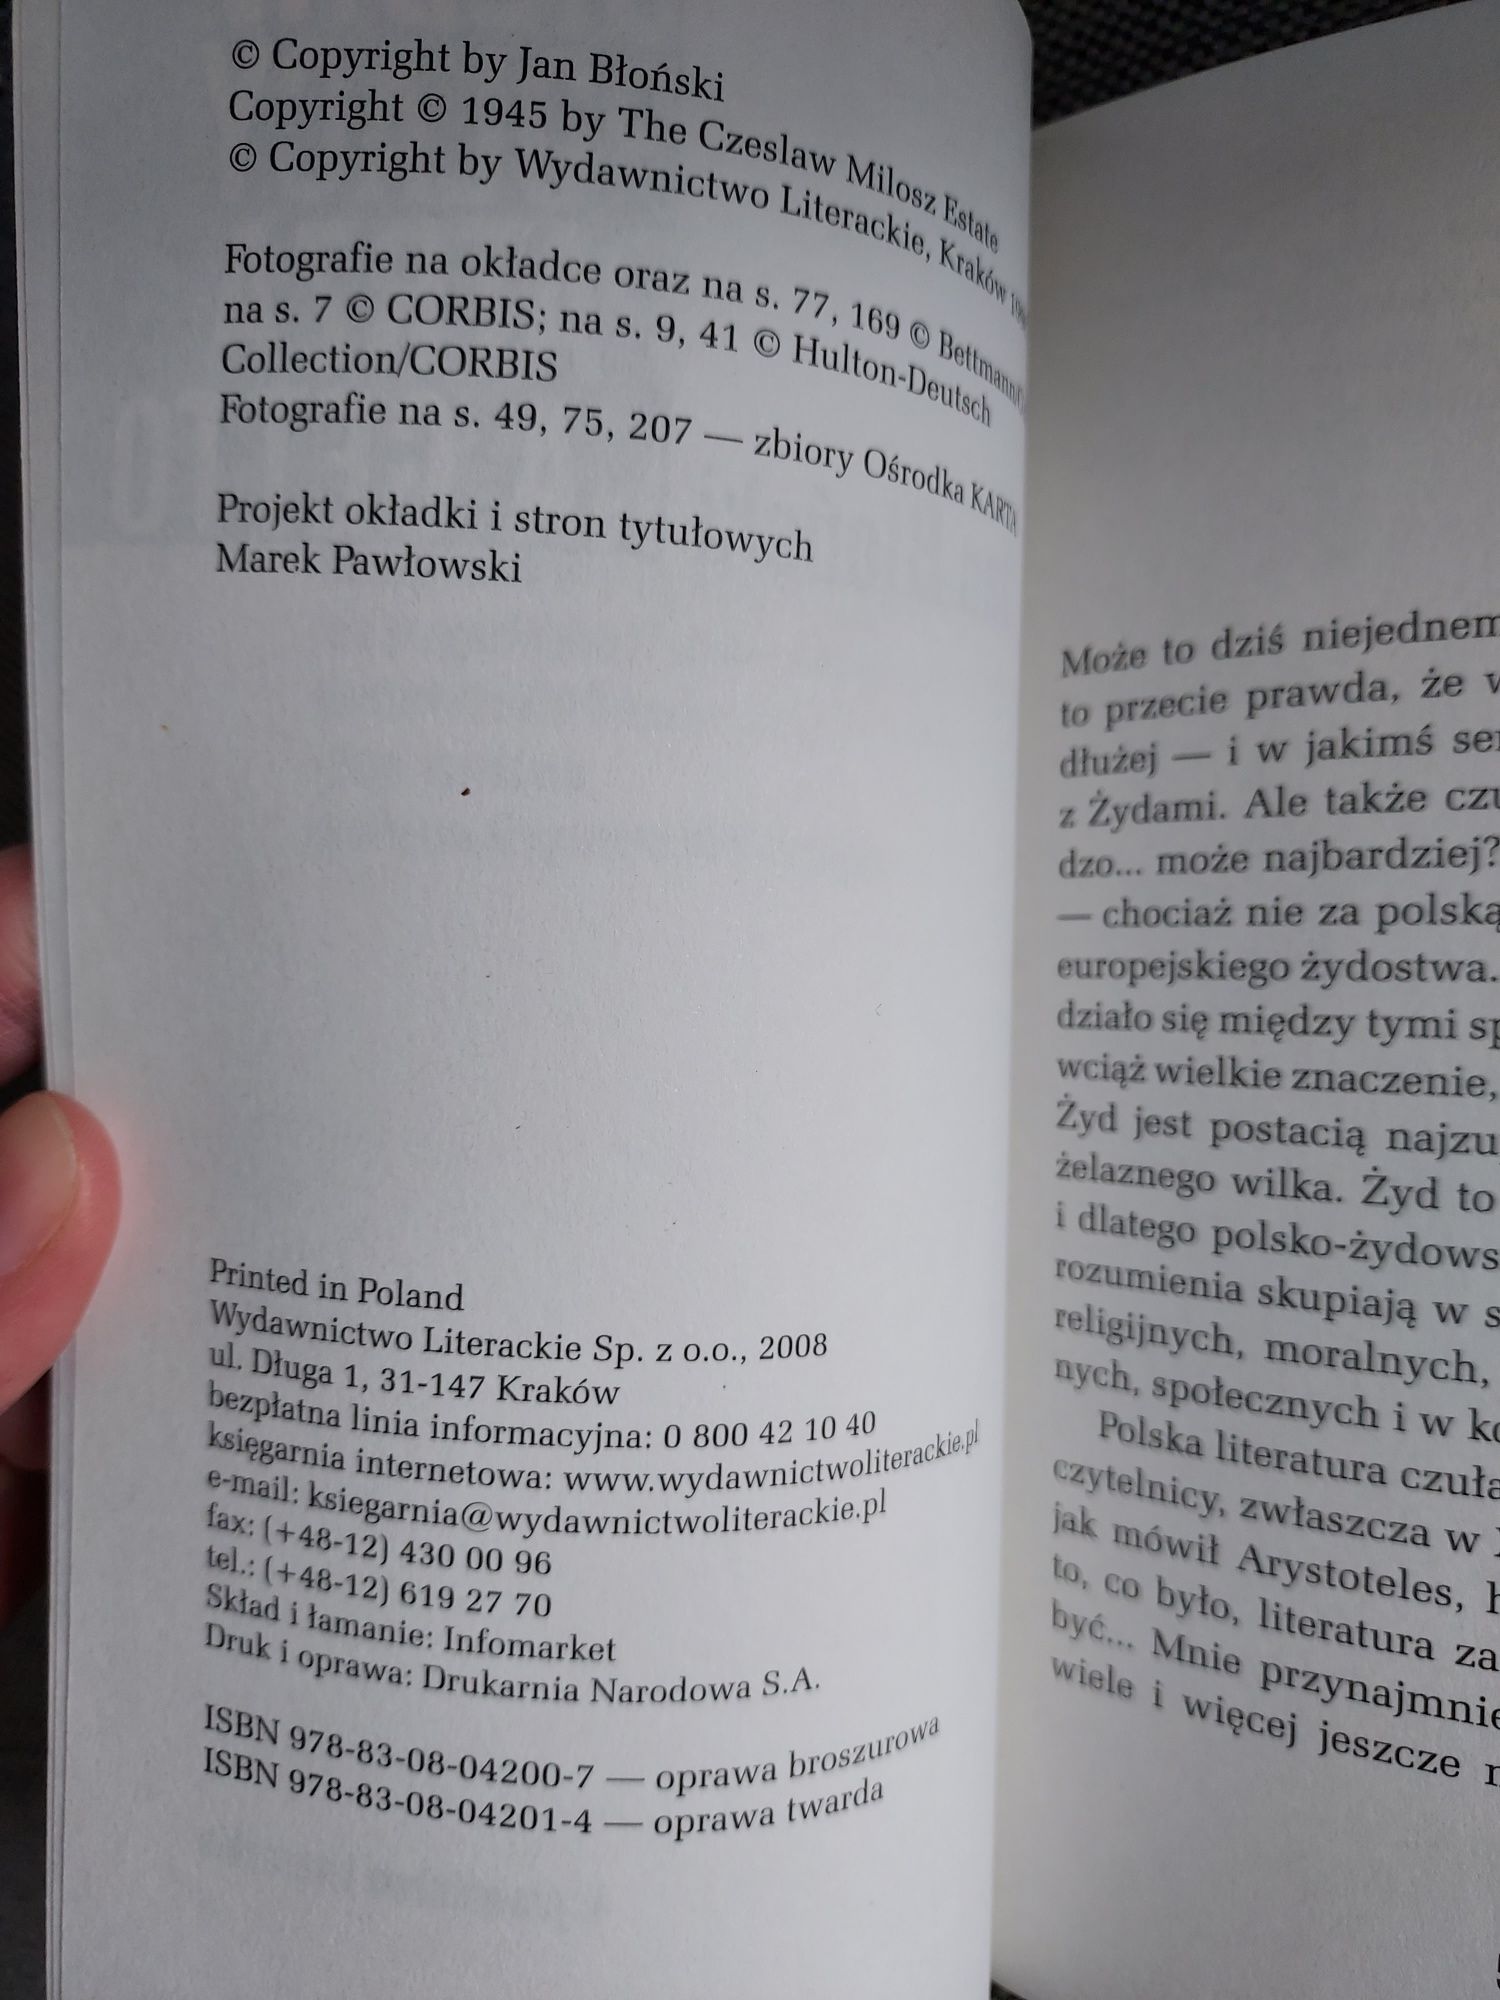 © Copyright by Jan Błoński
Copyright © 1945 by The Czeslaw Milosz Estate
© Copyright by Wydawnictwo Literackie, Kraków
Fotografie na okładce oraz na s. 77, 169 © Bettmann
na s. 7 © CORBIS; na s. 9, 41 © Hulton-Deutsch
Collection/CORBIS
Fotografie na s. 49, 75, 207 — zbiory Ośrodka KARTA
Projekt okładki i stron tytułowych
Marek Pawłowski
Printed in Poland
Wydawnictwo Literackie Sp. z o.o., 2008
ul. Długa 1, 31-147 Kraków
bezpłatna linia informacyjna: 0 800 42 10 40
księgarnia internetowa: www.wydawnictwoliterackie.pl
e-mail: ksiegarnia@wydawnictwoliterackie.pl
fax: (+48-12) 430 00 96
tel.: (+48-12) 619 27 70
Skład i łamanie: Infomarket
Druk i oprawa: Drukarnia Narodowa S.A.
ISBN 978-83-08-04200-7 — oprawa broszurowa
ISBN 978-83-08-04201-4 — oprawa twarda
Może to dziś niejednem
to przecie prawda, że w
dłużej — i w jakimś
z Żydami. Ale także
dzo... może najbardziej?
— chociaż nie za polską
europejskiego żydostwa.
działo się między tymi sp
wciąż wielkie znaczenie,
Żyd jest postacią najzu
żelaznego wilka. Żyd to
i dlatego polsko-żydows
rozumienia skupiają w s
religijnych, moralnych,
nych, społecznych i w
Polska literatura czuła
czytelnicy, zwłaszcza w
jak mówił Arystoteles,
to, co było, literatura za
być... Mnie przynajmnie
wiele i więcej jeszcze